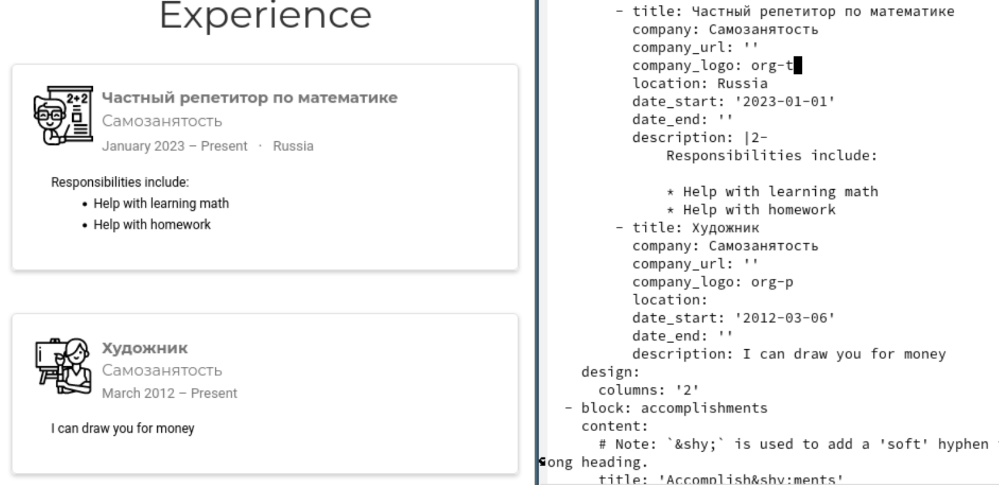 Experience
2+2
Частный репетитор по математике
Самозанятость
January 2023 – Present · Russia
Responsibilities include:
• Help with learning math
• Help with homework
Художник
Самозанятость
March 2012 – Present
I can draw you for money
- title: Частный репетитор по математике
company: Самозанятость
company_url: ''
company_logo: org-t
location: Russia
date_start: '2023-01-01'
date_end: ''
description: |2-
Responsibilities include:
* Help with learning math
* Help with homework
- title: Художник
company: Самозанятость
company_url: ''
company_logo: org-p
location:
date_start: '2012-03-06'
date_end: ''
description: I can draw you for money
design:
columns: '2'
- block: accomplishments
content:
# Note: `&shy;` is used to add a 'soft' hyphen
ong heading.
title: 'Accomplish&shy;ments'